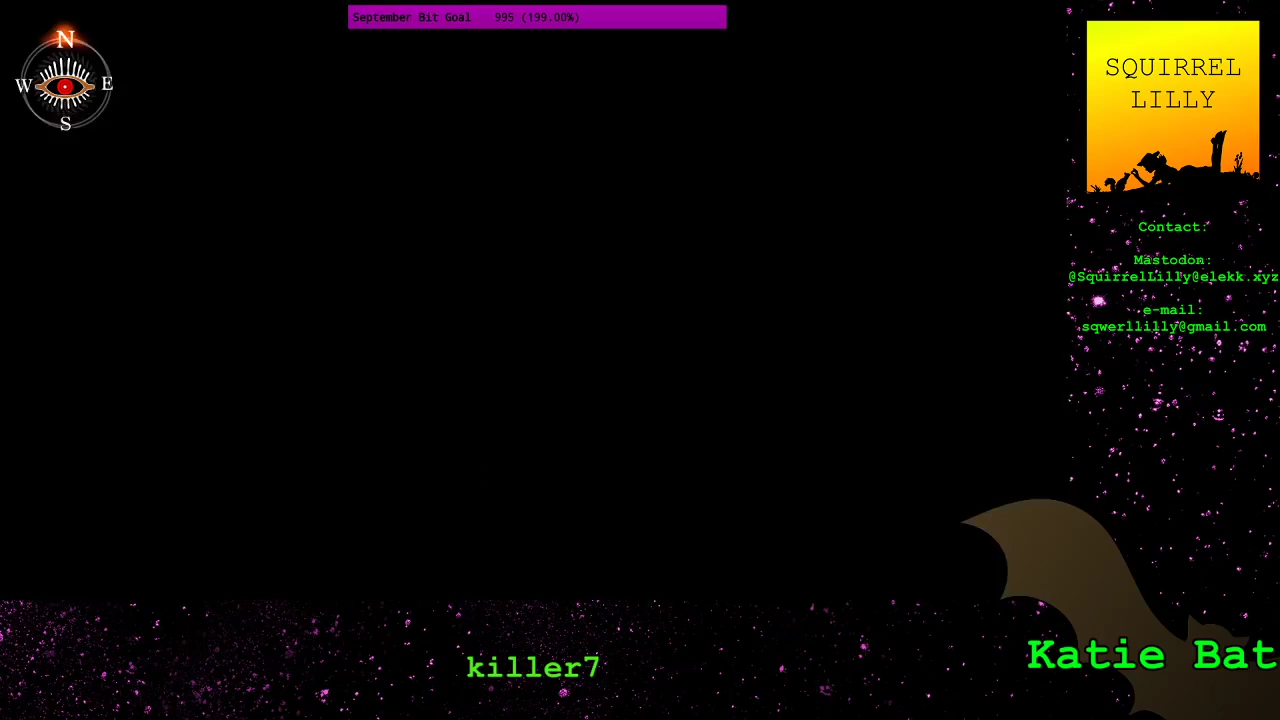 September Bit Goal 995 (199.00%)
N
W E
S
SQUIRREL
LILLY
Contact:
Mastodon:
@SquirrelLilly@elekk.xyz
e-mail:
sqwerllilly@gmail.com
killer7
Katie Bat